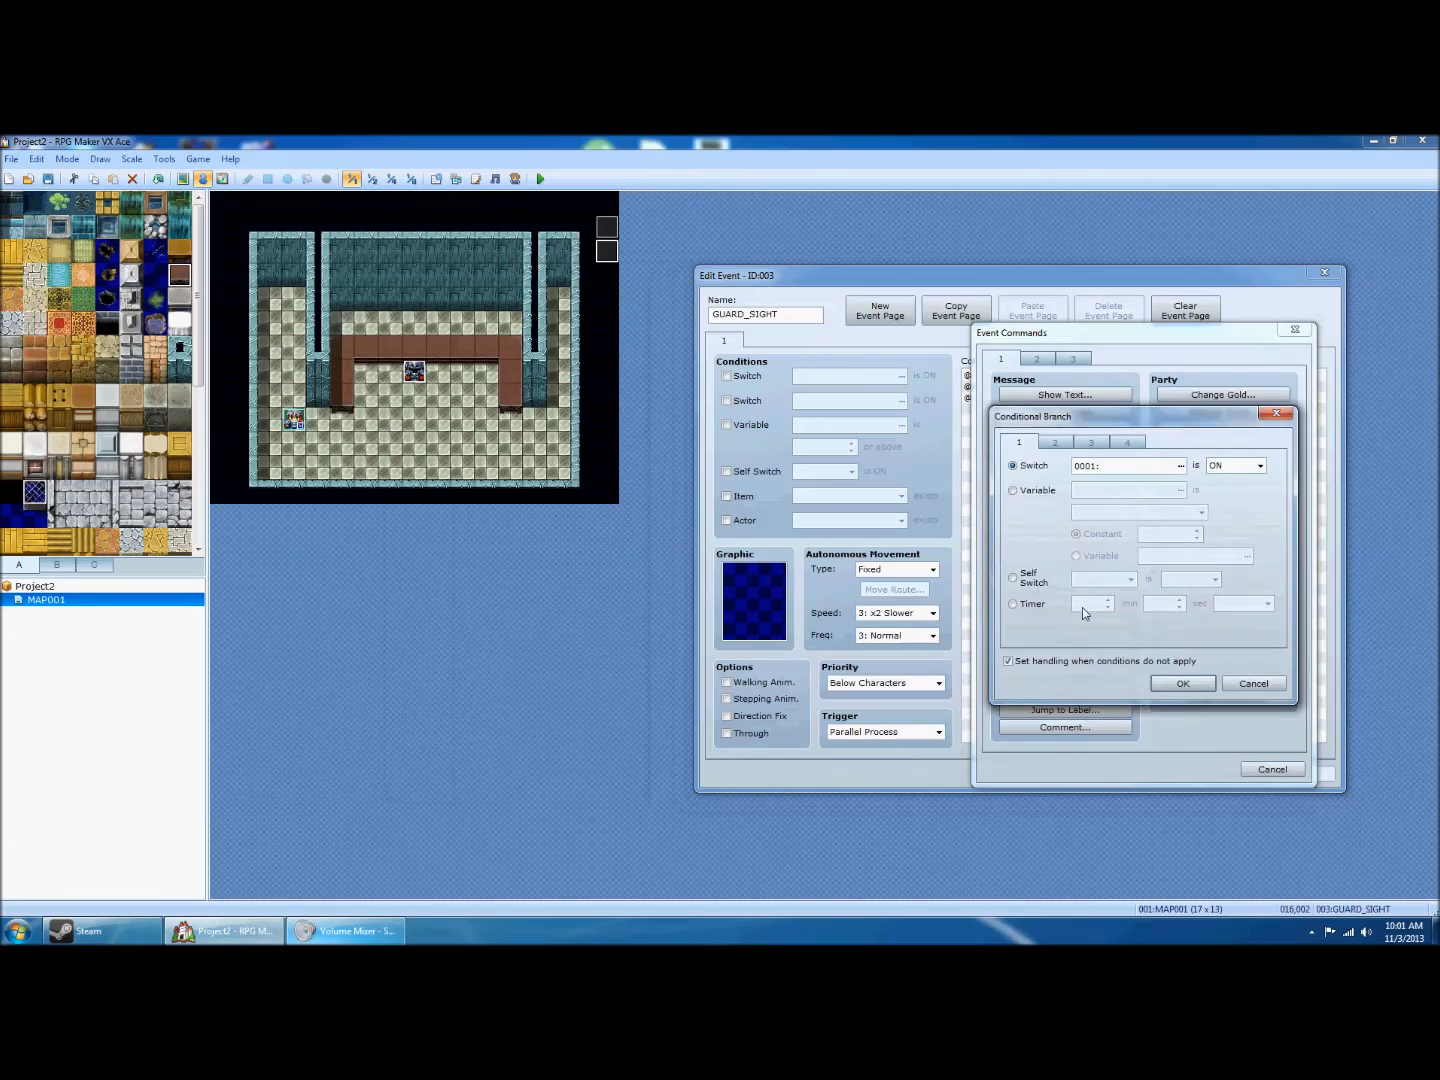 Project2 - RPG Maker VX Ace
File Edit Mode Draw Scale Tools Game Help
Edit Event - ID:003
Name:
GUARD_SIGHT
New Event Page
Copy Event Page
Paste Event Page
Delete Event Page
Clear Event Page
1
Conditions
Switch ... is ON
Switch ... is ON
Variable ... is
or above
Self Switch is ON
Item exists
Actor exists
Graphic
Autonomous Movement
Type: Fixed
Move Route...
Speed: 3: x2 Slower
Freq: 3: Normal
Options
Walking Anim.
Stepping Anim.
Direction Fix
Through
Priority
Below Characters
Trigger
Parallel Process
Event Commands
1 2 3
Message
Show Text...
Party
Change Gold...
Conditional Branch
1 2 3 4
Switch 0001: ... is ON
Variable ... is
Constant
Variable ...
Self Switch is
Timer min sec
Set handling when conditions do not apply
OK Cancel
Jump to Label...
Comment...
Cancel
A B C
Project2
MAP001
001:MAP001 (17 x 13) 016,002 003:GUARD_SIGHT
Steam
Project2 - RPG M...
Volume Mixer - S...
10:01 AM
11/3/2013